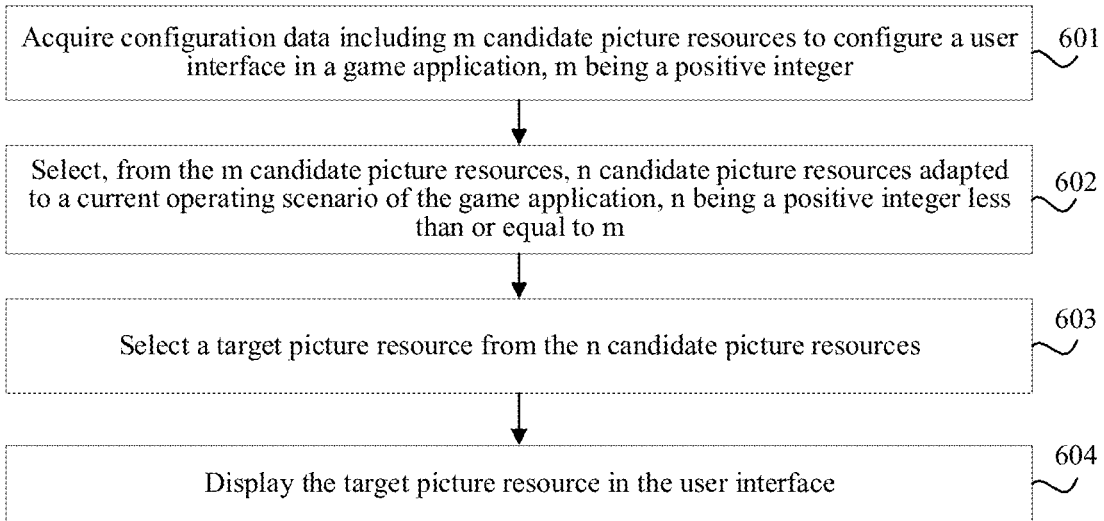 Acquire configuration data including m candidate picture resources to configure a user
interface in a game application, m being a positive integer
601
Select, from the m candidate picture resources, n candidate picture resources adapted
to a current operating scenario of the game application, n being a positive integer less
than or equal to m
602
Select a target picture resource from the n candidate picture resources
603
Display the target picture resource in the user interface
604